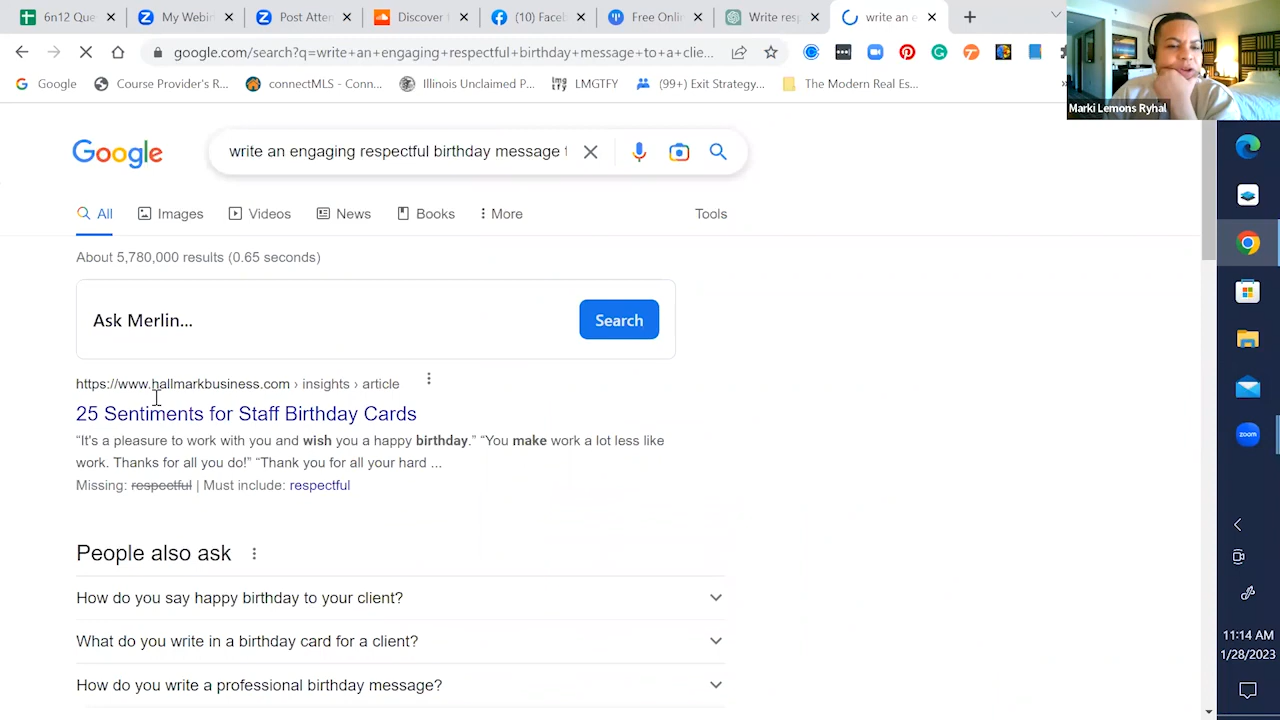 6n12 Que
My Webin
Post Atten
Discover
(10) Faceb
Free Onli
Write res
write an e
google.com/search?q=write+an+engaging+respectful+birthday+message+to+a+clie...
Google
Course Provider's R...
connectMLS - Con...
Illinois Unclaimed P...
LMGTFY
(99+) Kit Strategy...
The Modern Real Es...
Marki Lemons Ryhal
Google
write an engaging respectful birthday message t
All
Images
Videos
News
Books
More
Tools
About 5,780,000 results (0.65 seconds)
Ask Merlin...
Search
https://www.hallmarkbusiness.com › insights › article
25 Sentiments for Staff Birthday Cards
“It's a pleasure to work with you and wish you a happy birthday.” “You make work a lot less like
work. Thanks for all you do!” “Thank you for all your hard ...
Missing: respectful | Must include: respectful
People also ask
How do you say happy birthday to your client?
What do you write in a birthday card for a client?
How do you write a professional birthday message?
zoom
11:14 AM
1/28/2023